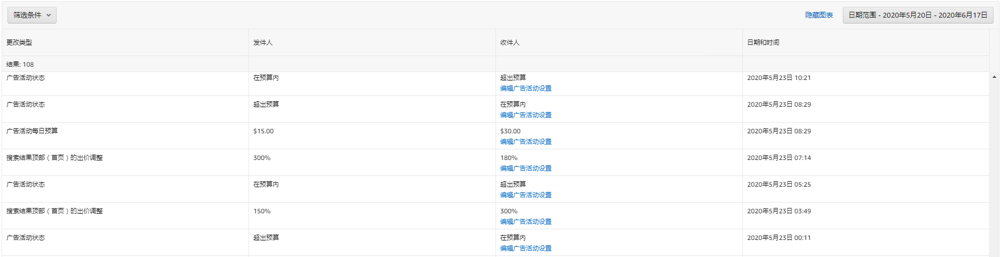 筛选条件
隐藏图表
日期范围 - 2020年5月20日 - 2020年6月17日
更改类型 发件人 收件人 日期和时间
结果: 108
广告活动状态 在预算内 超出预算 2020年5月23日 10:21
编辑广告活动设置
广告活动状态 超出预算 在预算内 2020年5月23日 08:29
编辑广告活动设置
广告活动每日预算 $15.00 $30.00 2020年5月23日 08:29
编辑广告活动设置
搜索结果顶部（首页）的出价调整 300% 180% 2020年5月23日 07:14
编辑广告活动设置
广告活动状态 在预算内 超出预算 2020年5月23日 05:25
编辑广告活动设置
搜索结果顶部（首页）的出价调整 150% 300% 2020年5月23日 03:49
编辑广告活动设置
广告活动状态 超出预算 在预算内 2020年5月23日 00:11
编辑广告活动设置